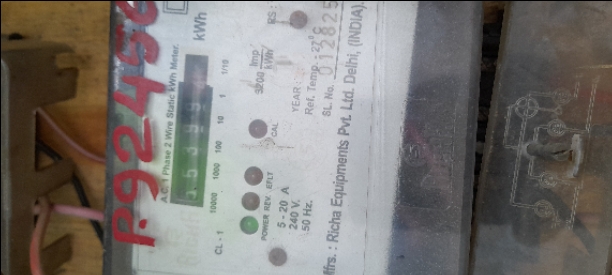 P.92456
A.C. 1 Phase 2 Wire Static kWh Meter.
kWh
10000 1000 100 10 1 1/10
CL - 1
3200 Imp/kWh
CAL
POWER REV. EFLT
5 - 20 A
240 V.
50 Hz.
RS :
YEAR :
Ref. Temp. : 27°C
SL. No. 012825
Mfrs. : Richa Equipments Pvt. Ltd. Delhi, (INDIA).